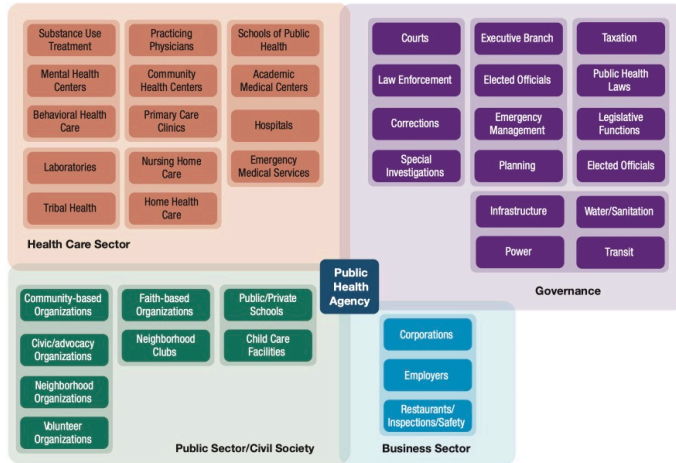 Substance Use
Treatment
Practicing
Physicians
Schools of Public
Health
Mental Health
Centers
Community
Health Centers
Academic
Medical Centers
Behavioral Health
Care
Primary Care
Clinics
Hospitals
Laboratories
Nursing Home
Care
Emergency
Medical Services
Tribal Health
Home Health
Care
Health Care Sector
Courts
Executive Branch
Taxation
Law Enforcement
Elected Officials
Public Health
Laws
Corrections
Emergency
Management
Legislative
Functions
Special
Investigations
Planning
Elected Officials
Infrastructure
Water/Sanitation
Power
Transit
Governance
Public
Health
Agency
Community-based
Organizations
Faith-based
Organizations
Public/Private
Schools
Civic/advocacy
Organizations
Neighborhood
Clubs
Child Care
Facilities
Neighborhood
Organizations
Volunteer
Organizations
Public Sector/Civil Society
Corporations
Employers
Restaurants/
Inspections/Safety
Business Sector